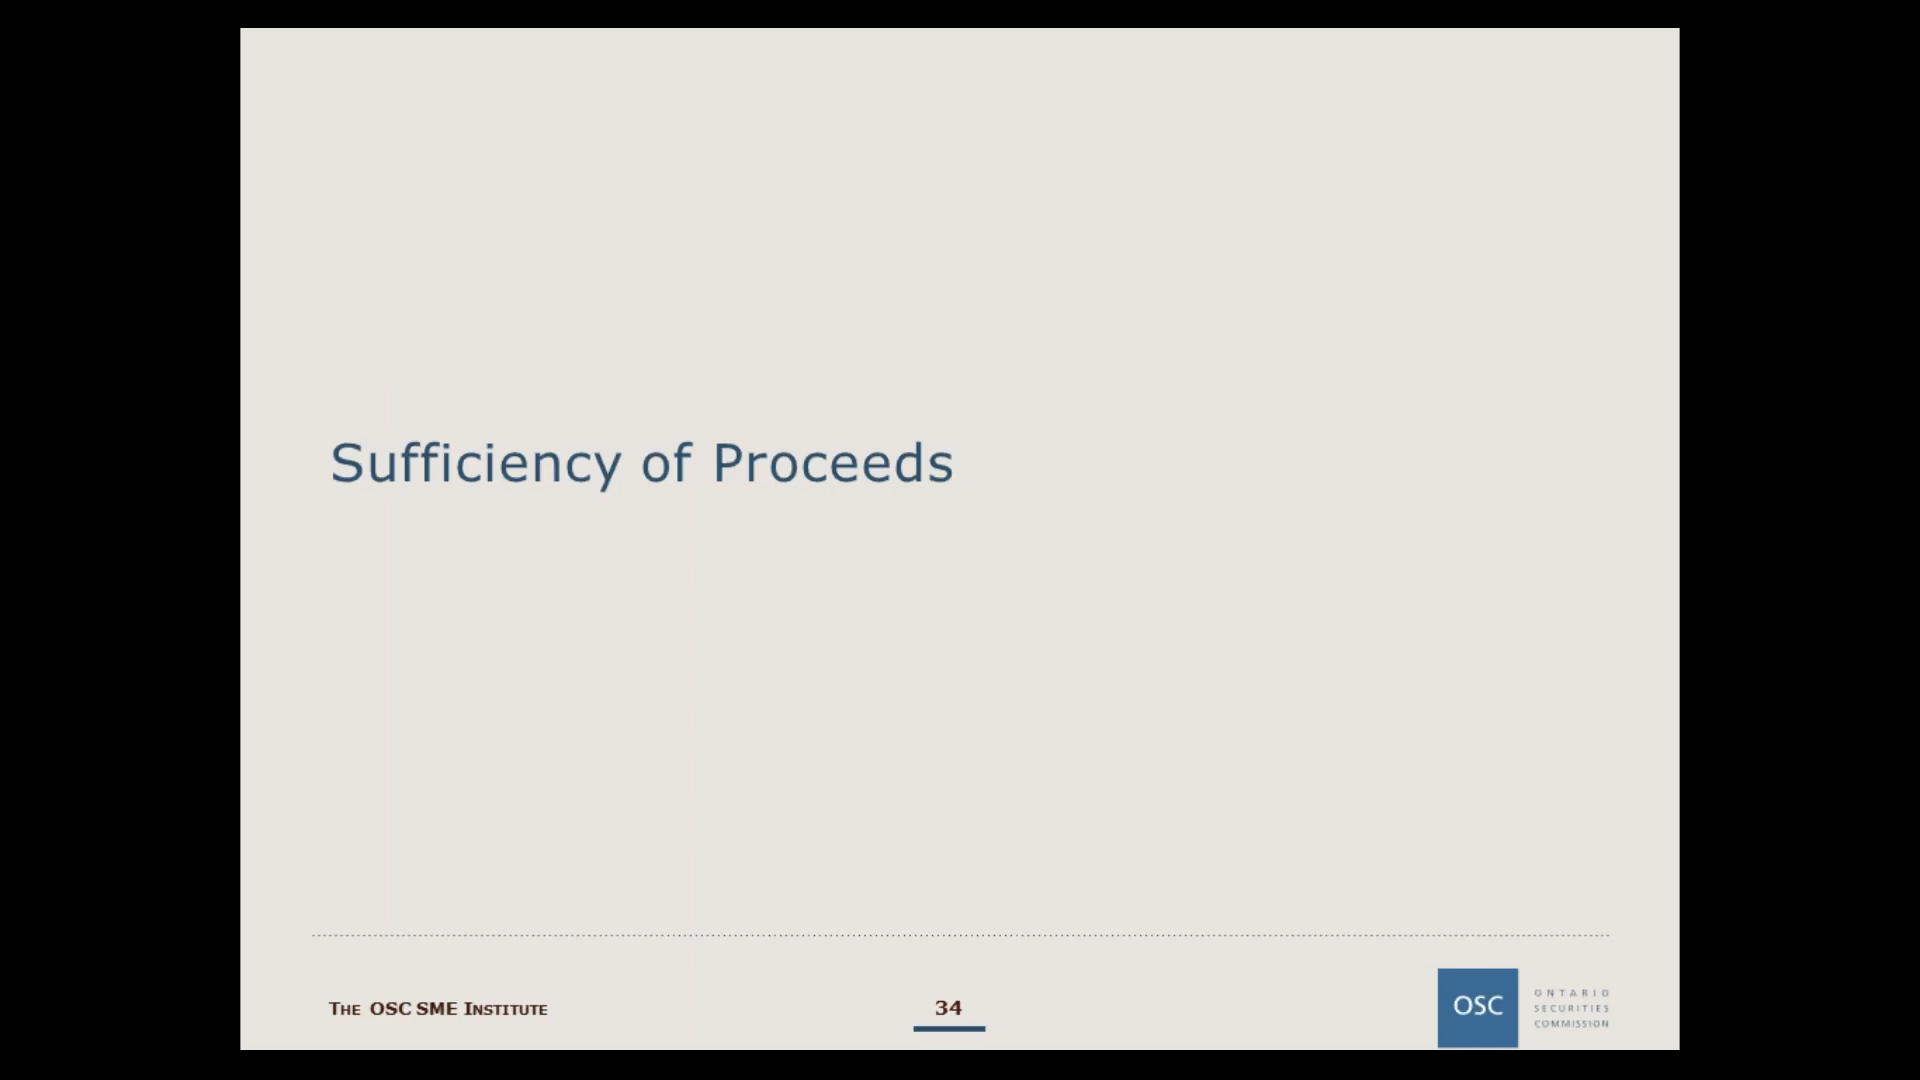 Sufficiency of Proceeds
THE OSC SME INSTITUTE
34
OSC
ONTARIO
SECURITIES
COMMISSION